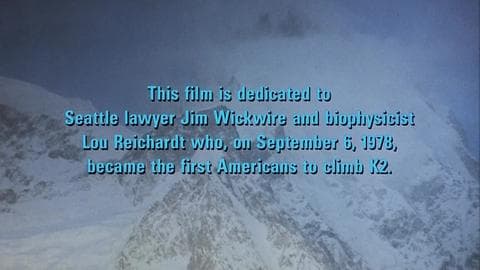 This film is dedicated to
Seattle lawyer Jim Wickwire and biophysicist
Lou Reichardt who, on September 6, 1978,
became the first Americans to climb K2.